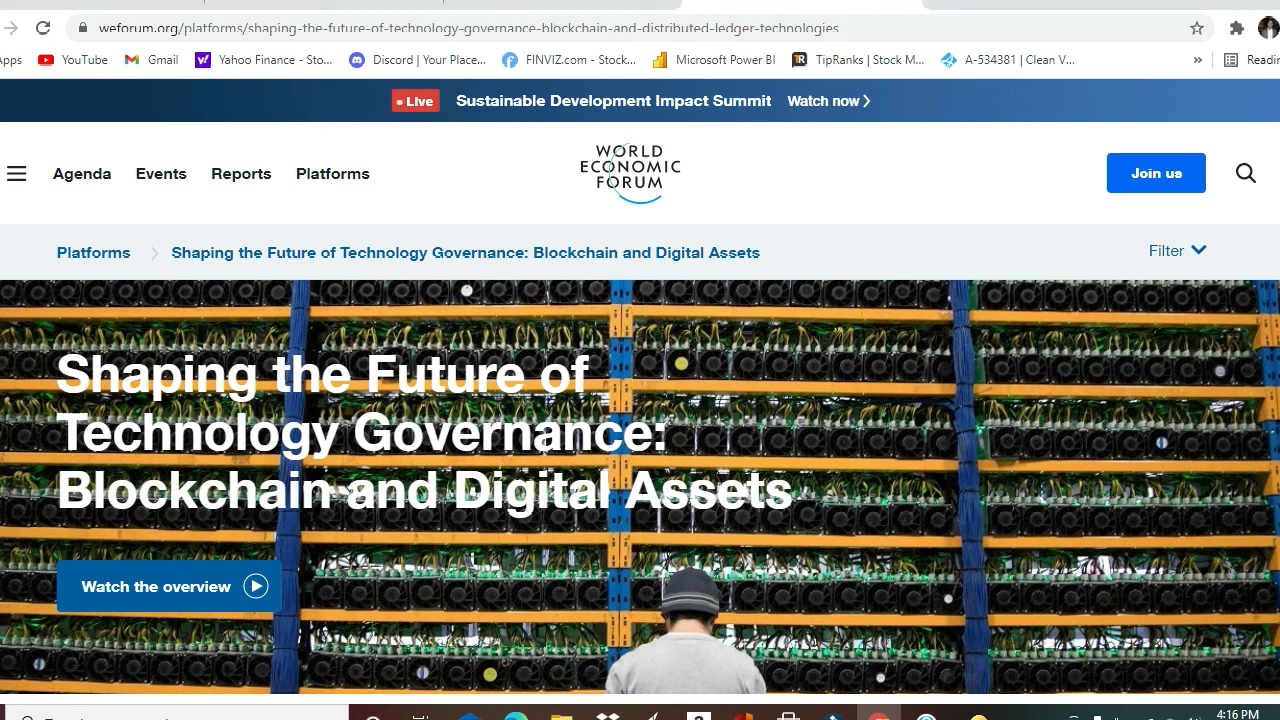 weforum.org/platforms/shaping-the-future-of-technology-governance-blockchain-and-distributed-ledger-technologies
pps YouTube Gmail Yahoo Finance - Sto... Discord | Your Place... FINVIZ.com - Stock... Microsoft Power BI TipRanks | Stock M... A-534381 | Clean V... » Readin
Live Sustainable Development Impact Summit Watch now
Agenda Events Reports Platforms
WORLD
ECONOMIC
FORUM
Join us
Platforms Shaping the Future of Technology Governance: Blockchain and Digital Assets
Filter
Shaping the Future of
Technology Governance:
Blockchain and Digital Assets
Watch the overview
4:16 PM